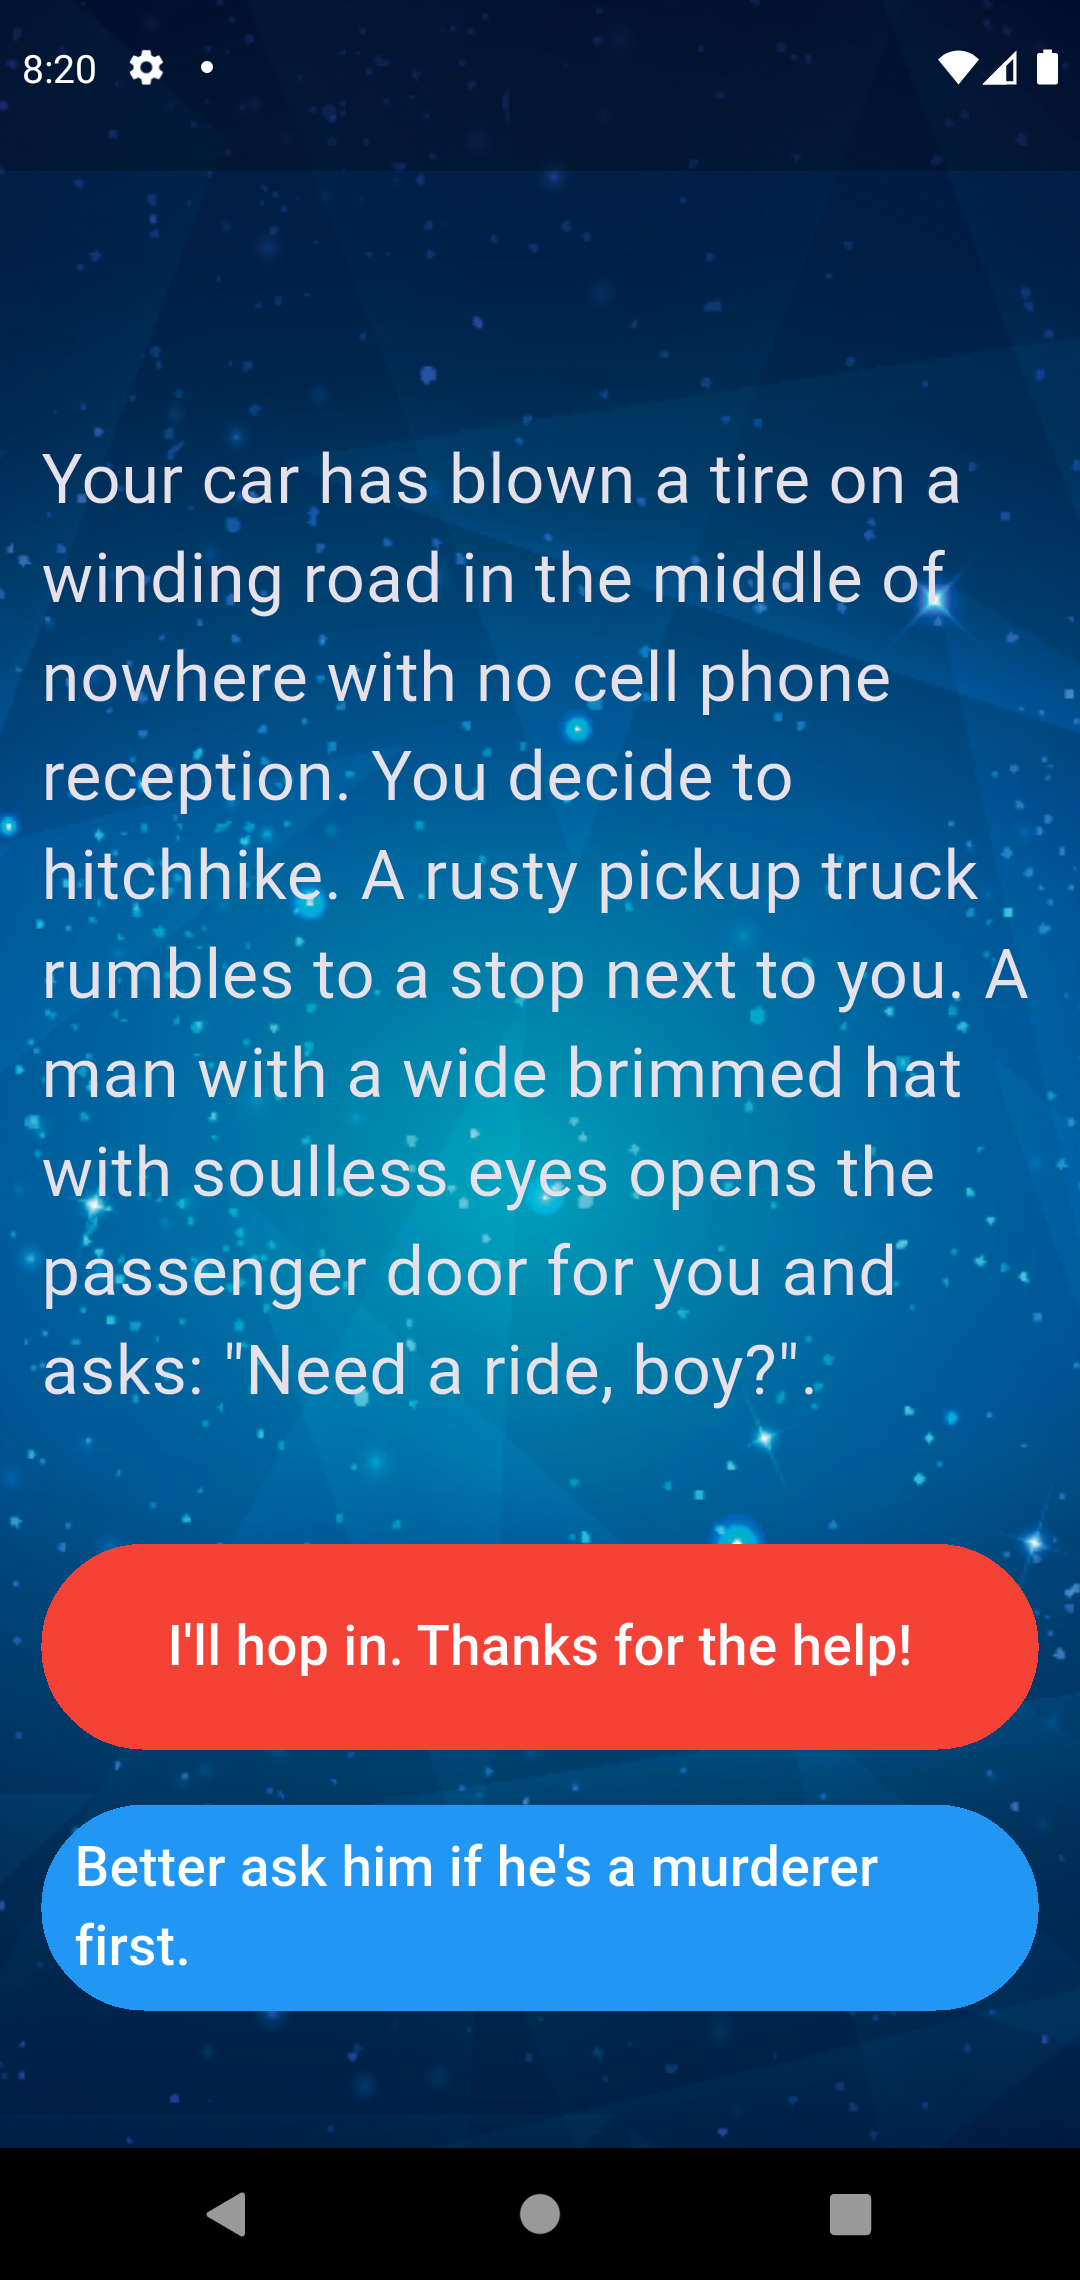 8:20
Your car has blown a tire on a
winding road in the middle of
nowhere with no cell phone
reception. You decide to
hitchhike. A rusty pickup truck
rumbles to a stop next to you. A
man with a wide brimmed hat
with soulless eyes opens the
passenger door for you and
asks: "Need a ride, boy?".
I'll hop in. Thanks for the help!
Better ask him if he's a murderer
first.